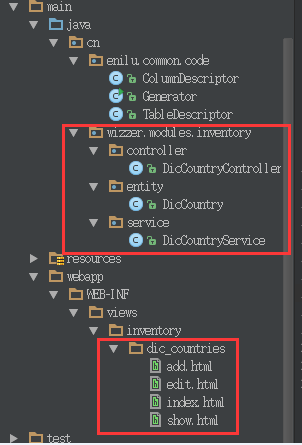 main
java
cn
enilu.common.code
ColumnDescriptor
Generator
TableDescriptor
wizzer.modules.inventory
controller
DicCountryController
entity
DicCountry
service
DicCountryService
resources
webapp
WEB-INF
views
inventory
dic_countries
add.html
edit.html
index.html
show.html
test